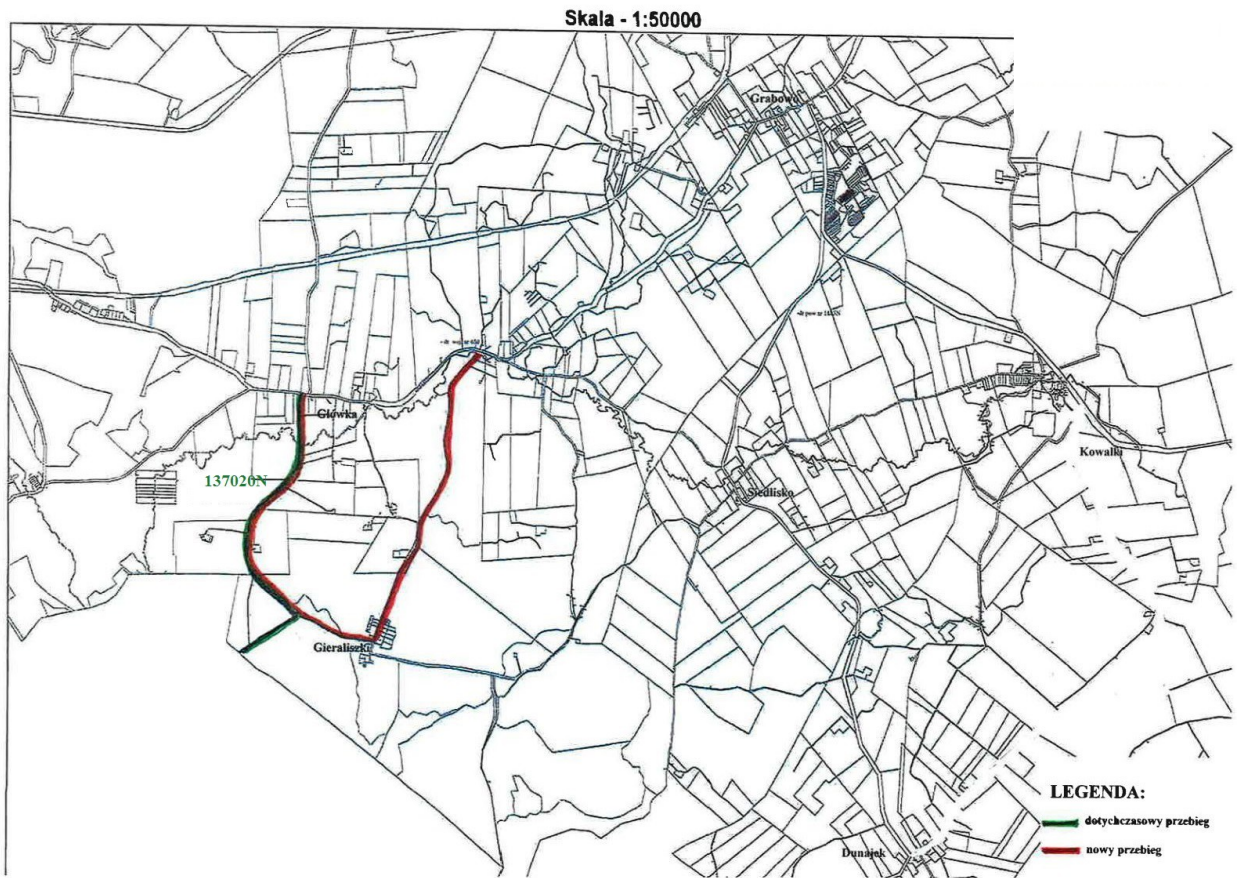 Skala - 1:50000
Grabowo
Główka
137020N
Kowalki
Siedlisko
Gieraliszki
LEGENDA:
dotychczasowy przebieg
nowy przebieg
Dunajek